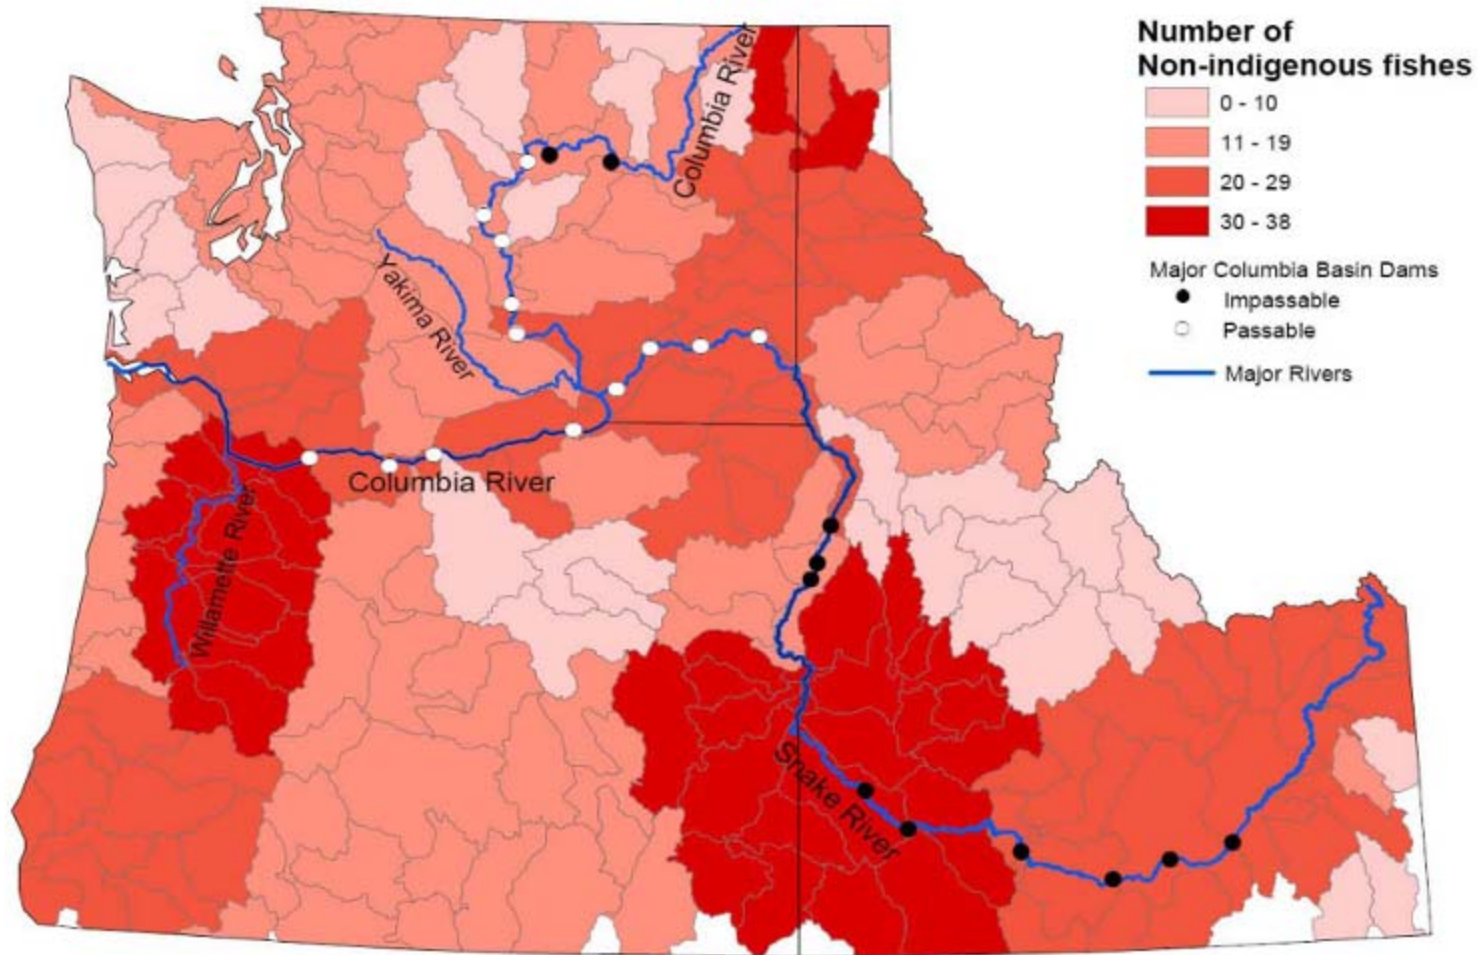 Number of
Non-indigenous fishes
0 - 10
11 - 19
20 - 29
30 - 38
Major Columbia Basin Dams
Impassable
Passable
Major Rivers
Columbia River
Yakima River
Columbia River
Willamette River
Snake River